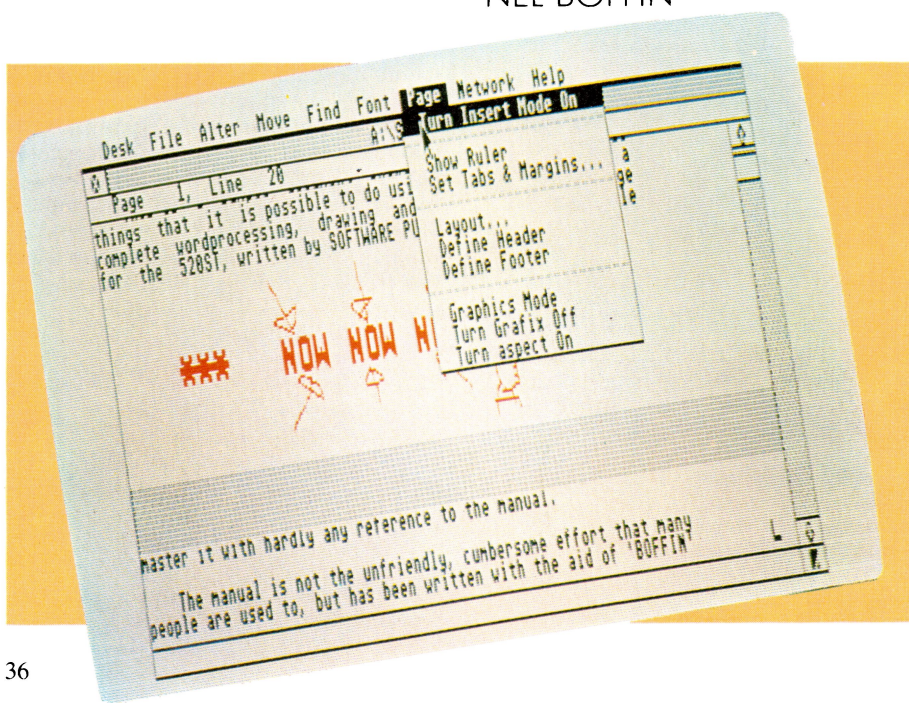 BOFFIN
Desk File Alter Move Find Font Page Network Help
A:\S
Page 1, Line 20
Turn Insert Mode On
Show Ruler
Set Tabs & Margins...
Layout...
Define Header
Define Footer
Graphics Mode
Turn Grafix Off
Turn aspect On
a
ge
le
things that it is possible to do usi
complete wordprocessing, drawing and
for the 520ST, written by SOFTWARE PU
NOW NOW N
master it with hardly any reference to the manual.
The manual is not the unfriendly, cumbersome effort that many
people are used to, but has been written with the aid of 'BOFFIN'
36